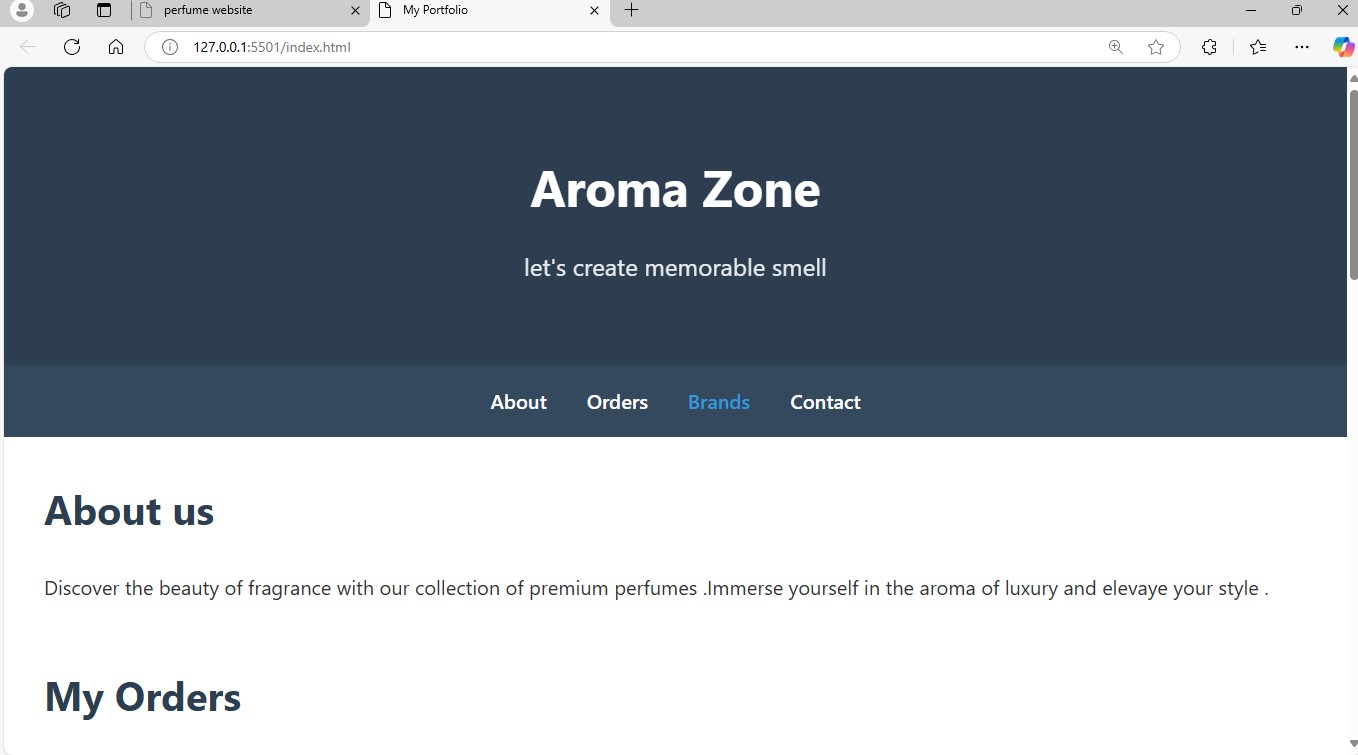 perfume website
My Portfolio
127.0.0.1:5501/index.html
Aroma Zone
let's create memorable smell
About Orders Brands Contact
About us
Discover the beauty of fragrance with our collection of premium perfumes .Immerse yourself in the aroma of luxury and elevaye your style .
My Orders